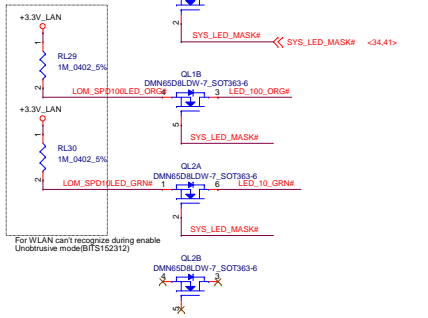 2
SYS_LED_MASK#
SYS_LED_MASK# <34,41>
+3.3V_LAN
1
RL29
1M_0402_5%
2
QL1B
DMN65D8LDW-7_SOT363-6
LOM_SPD100LED_ORG#
4
3
LED_100_ORG#
5
SYS_LED_MASK#
+3.3V_LAN
1
RL30
1M_0402_5%
2
QL2A
DMN65D8LDW-7_SOT363-6
LOM_SPD10LED_GRN#
1
6
LED_10_GRN#
2
SYS_LED_MASK#
For WLAN can't recognize during enable
Unobtrusive mode(BITS152312)
QL2B
DMN65D8LDW-7_SOT363-6
4
3
5